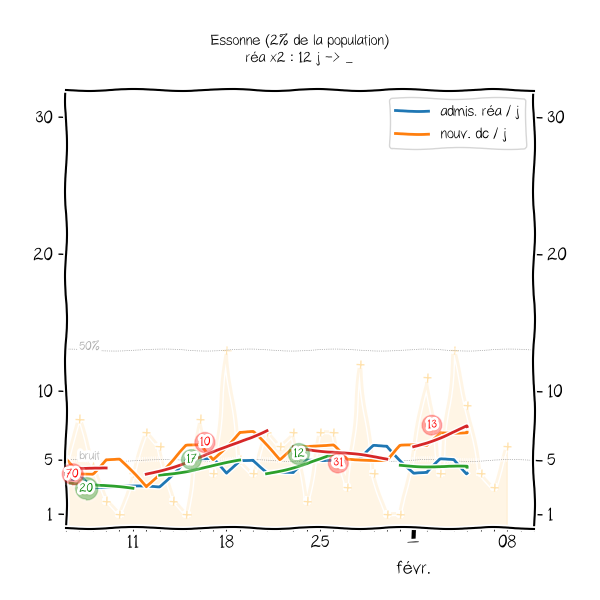 Essonne (2% de la population)
réa x2 : 12 j -> _
admis. réa / j
nouv. dc / j
30 30
20 20
50%
10 10
bruit
5 5
1 1
70 20 17 10 12 31 13
11 18 25 _ 08
févr.